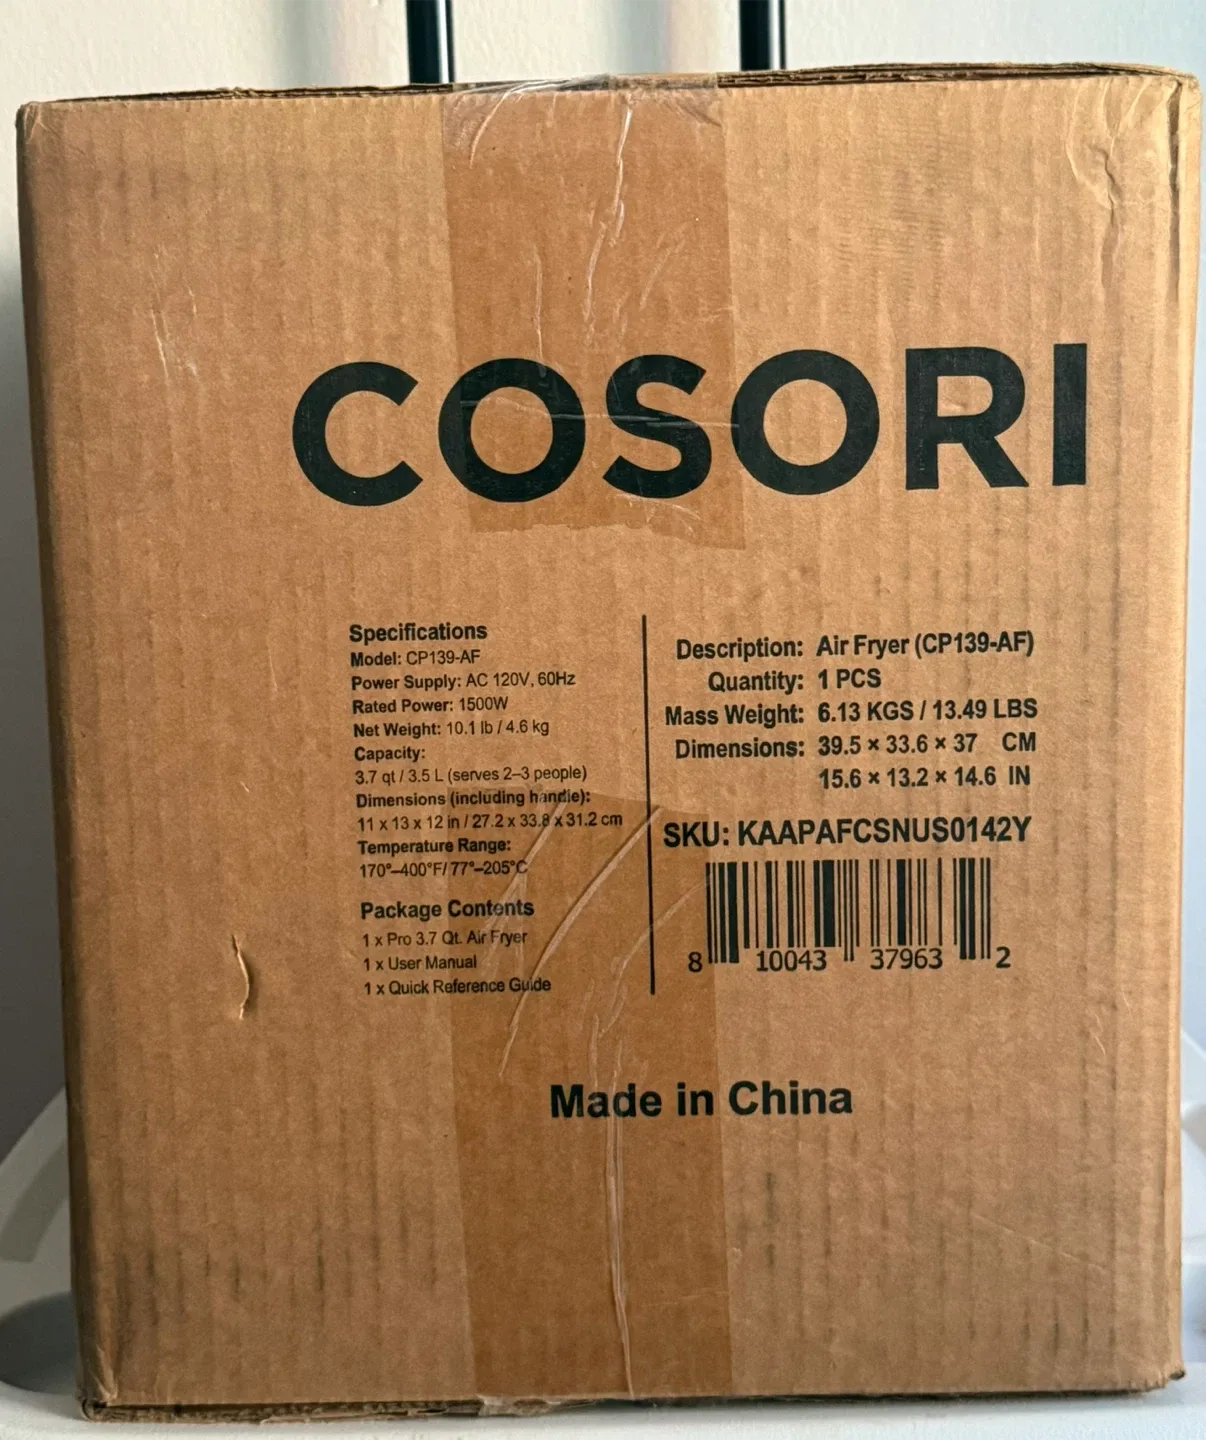 COSORI
Specifications
Model: CP139-AF
Power Supply: AC 120V, 60Hz
Rated Power: 1500W
Net Weight: 10.1 lb / 4.6 kg
Capacity:
3.7 qt / 3.5 L (serves 2–3 people)
Dimensions (including handle):
11 x 13 x 12 in / 27.2 x 33.8 x 31.2 cm
Temperature Range:
170°–400°F/ 77°–205°C
Package Contents
1 x Pro 3.7 Qt. Air Fryer
1 x User Manual
1 x Quick Reference Guide
Description: Air Fryer (CP139-AF)
Quantity: 1 PCS
Mass Weight: 6.13 KGS / 13.49 LBS
Dimensions: 39.5 × 33.6 × 37 CM
15.6 × 13.2 × 14.6 IN
SKU: KAAPAFCSNUS0142Y
8 10043 37963 2
Made in China